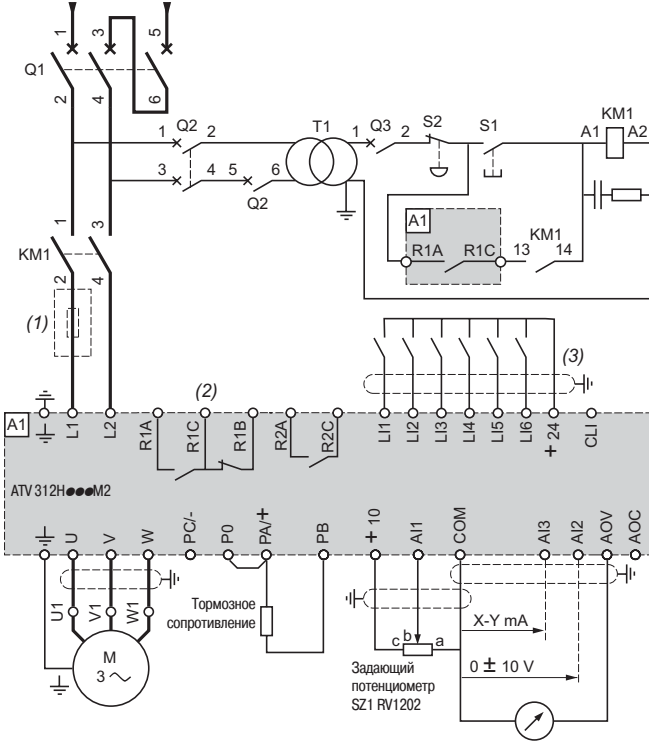 1 3 5
Q1
2 4 6
1 Q2 2 T1 1 Q3 2 S2 S1 KM1
A1 A2
3 4 5 6
Q2
A1
R1A R1C 13 KM1 14
1 3
KM1
2 4
(1)
(2)
(3)
A1
L1 L2 R1A R1C R1B R2A R2C LI1 LI2 LI3 LI4 LI5 LI6 + 24 CLI
ATV 312H●●●M2
U V W PC/- P0 PA/+ PB + 10 AI1 COM AI3 AI2 AOV AOC
U1 V1 W1
M
3 ~
Тормозное
сопротивление
c b a
X-Y mA
0 ± 10 V
Задающий
потенциометр
SZ1 RV1202